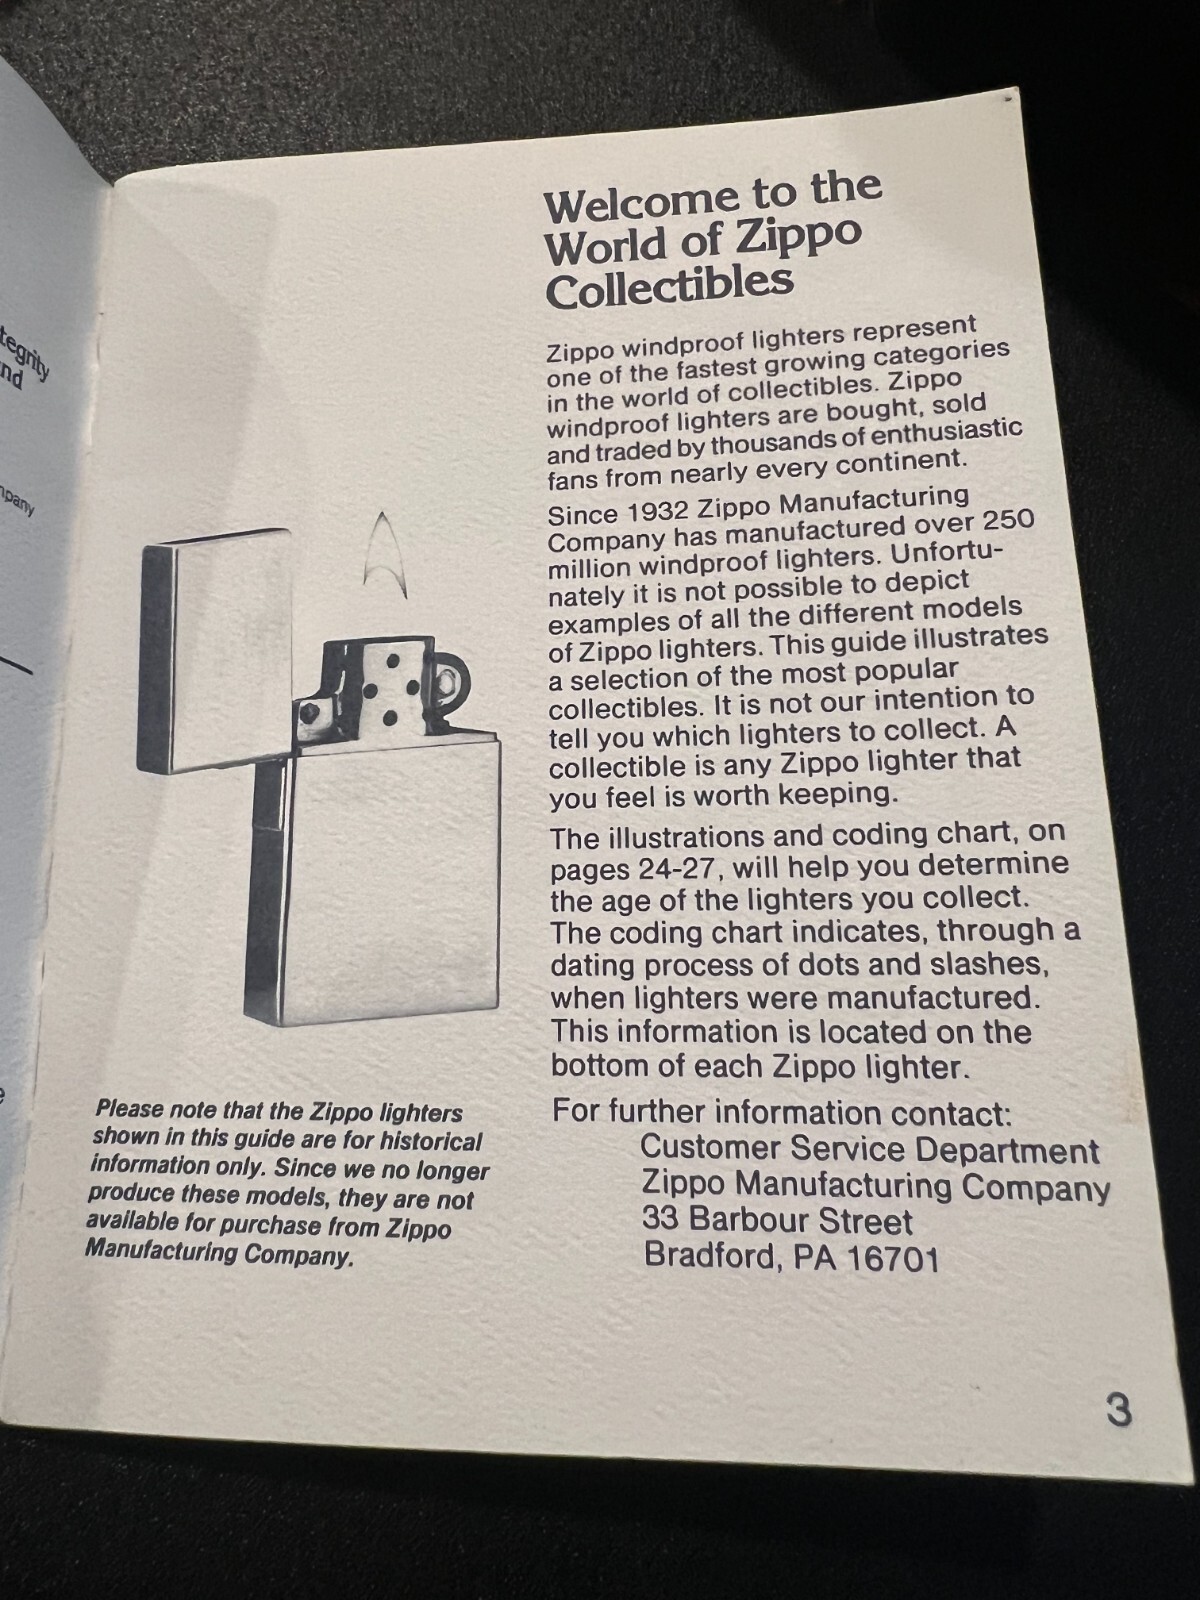 tegrity
nd
mpany
Welcome to the
World of Zippo
Collectibles
Zippo windproof lighters represent
one of the fastest growing categories
in the world of collectibles. Zippo
windproof lighters are bought, sold
and traded by thousands of enthusiastic
fans from nearly every continent.
Since 1932 Zippo Manufacturing
Company has manufactured over 250
million windproof lighters. Unfortu-
nately it is not possible to depict
examples of all the different models
of Zippo lighters. This guide illustrates
a selection of the most popular
collectibles. It is not our intention to
tell you which lighters to collect. A
collectible is any Zippo lighter that
you feel is worth keeping.
The illustrations and coding chart, on
pages 24-27, will help you determine
the age of the lighters you collect.
The coding chart indicates, through a
dating process of dots and slashes,
when lighters were manufactured.
This information is located on the
bottom of each Zippo lighter.
For further information contact:
Customer Service Department
Zippo Manufacturing Company
33 Barbour Street
Bradford, PA 16701
Please note that the Zippo lighters
shown in this guide are for historical
information only. Since we no longer
produce these models, they are not
available for purchase from Zippo
Manufacturing Company.
3